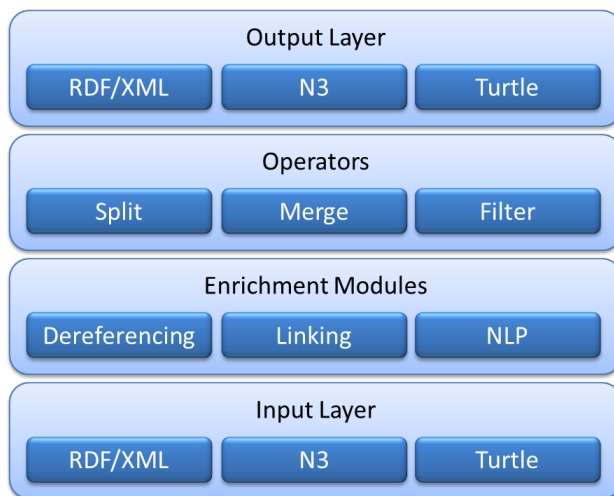 Output Layer
RDF/XML N3 Turtle
Operators
Split Merge Filter
Enrichment Modules
Dereferencing Linking NLP
Input Layer
RDF/XML N3 Turtle